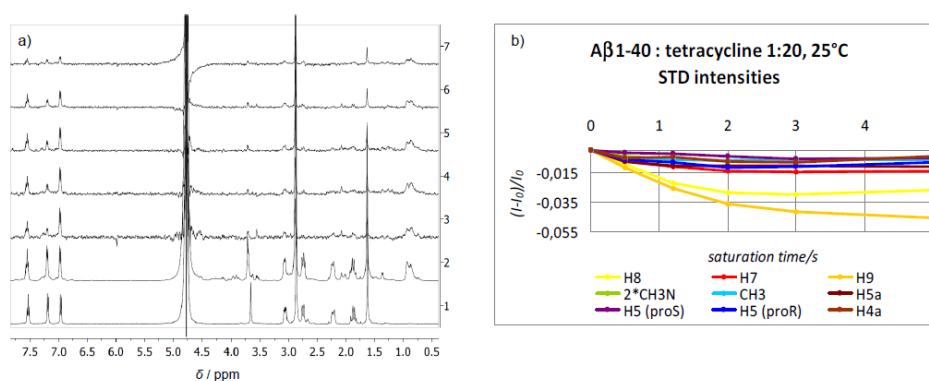 a)
7
6
5
4
3
2
1
7.5 7.0 6.5 6.0 5.5 5.0 4.5 4.0 3.5 3.0 2.5 2.0 1.5 1.0 0.5
δ / ppm
b)
Aβ1-40 : tetracycline 1:20, 25°C
STD intensities
0 1 2 3 4
-0,015
-0,035
-0,055
(I-I₀)/I₀
saturation time/s
H8 H7 H9
2*CH3N CH3 H5a
H5 (proS) H5 (proR) H4a